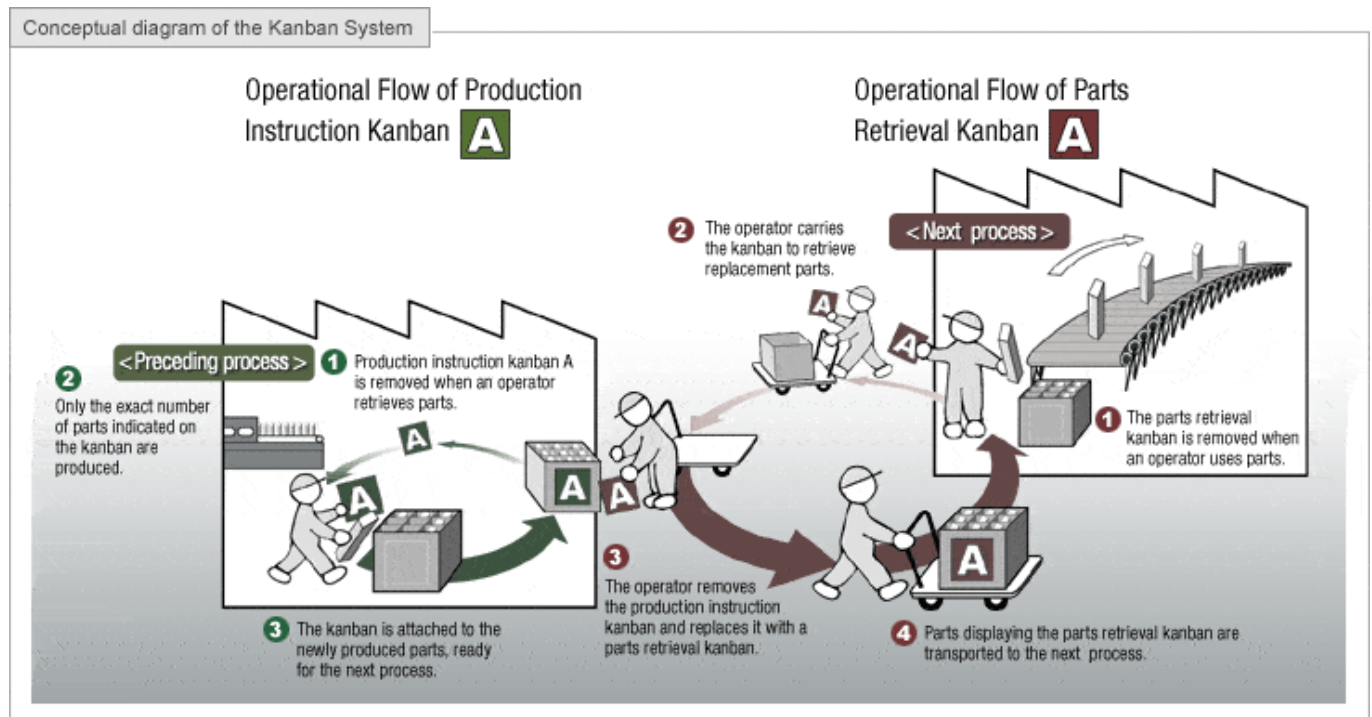 Conceptual diagram of the Kanban System
Operational Flow of Production
Instruction Kanban A
Operational Flow of Parts
Retrieval Kanban A
<Preceding process>
1 Production instruction kanban A
is removed when an operator
retrieves parts.
2
Only the exact number
of parts indicated on
the kanban are
produced.
A
A
A
A
3 The kanban is attached to the
newly produced parts, ready
for the next process.
<Next process>
1 The parts retrieval
kanban is removed when
an operator uses parts.
2 The operator carries
the kanban to retrieve
replacement parts.
A
A
3
The operator removes
the production instruction
kanban and replaces it with a
parts retrieval kanban.
A
4 Parts displaying the parts retrieval kanban are
transported to the next process.